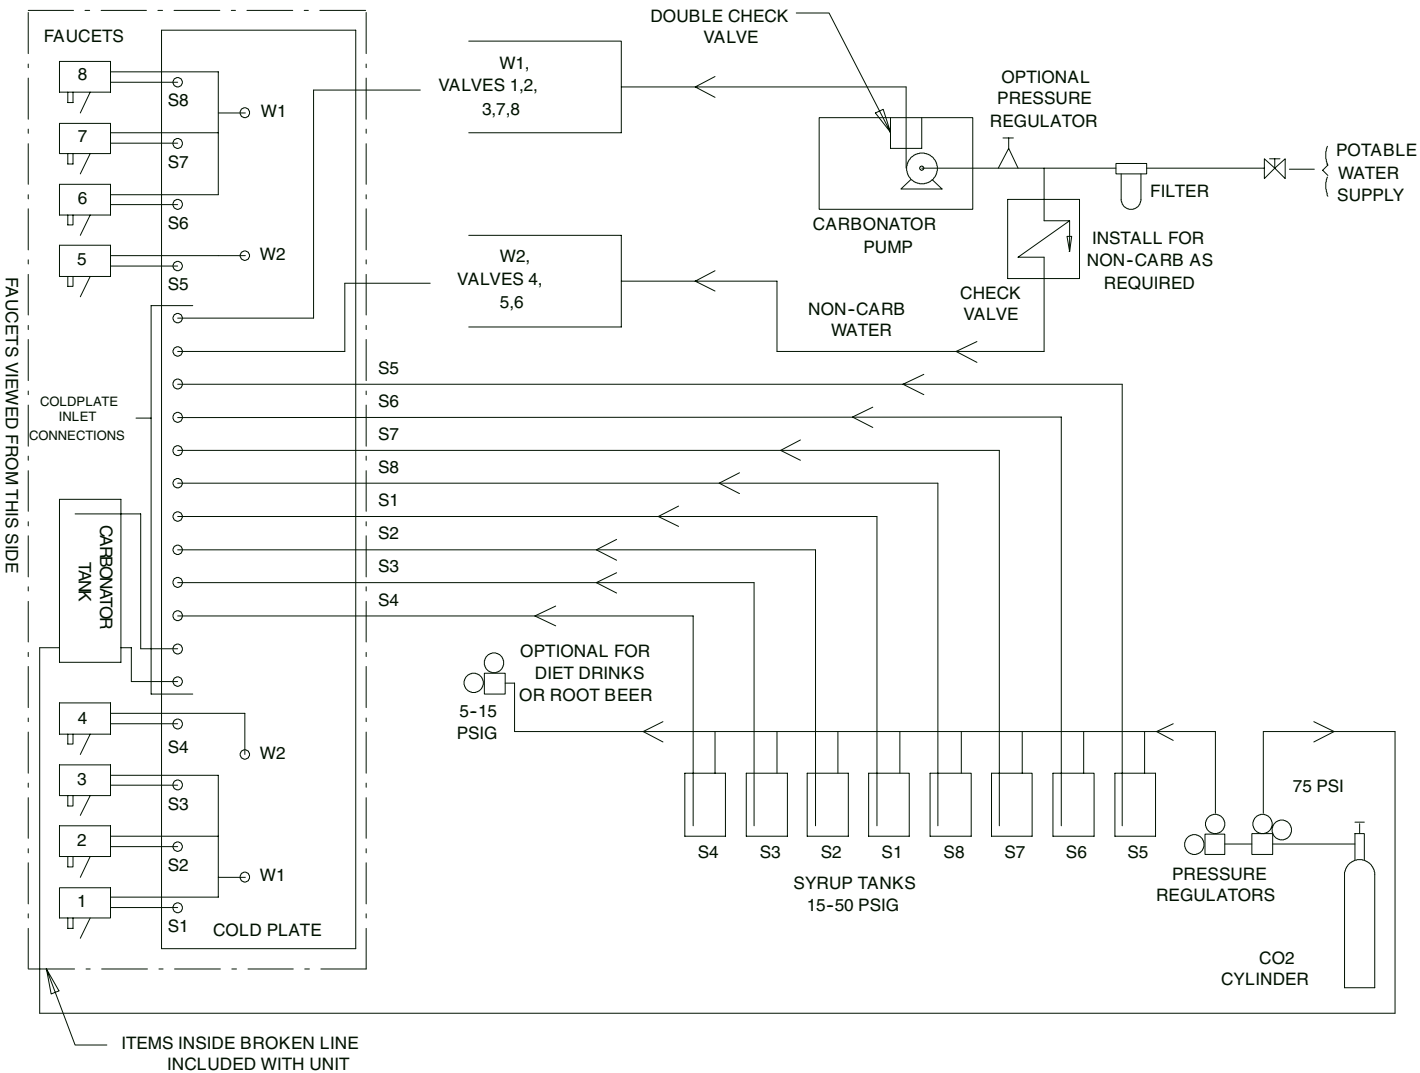 DOUBLE CHECK
VALVE
FAUCETS
W1,
VALVES 1,2,
3,7,8
OPTIONAL
PRESSURE
REGULATOR
POTABLE
WATER
SUPPLY
FILTER
CARBONATOR
PUMP
INSTALL FOR
NON-CARB AS
REQUIRED
CHECK
VALVE
W2,
VALVES 4,
5,6
NON-CARB
WATER
8
S8
W1
7
S7
6
S6
5
W2
S5
FAUCETS VIEWED FROM THIS SIDE
COLDPLATE
INLET
CONNECTIONS
S5
S6
S7
S8
S1
S2
S3
S4
CARBONATOR
TANK
OPTIONAL FOR
DIET DRINKS
OR ROOT BEER
5-15
PSIG
4
S4
W2
3
S3
2
S2
W1
1
S1
COLD PLATE
S4
S3
S2
S1
S8
S7
S6
S5
SYRUP TANKS
15-50 PSIG
75 PSI
PRESSURE
REGULATORS
CO2
CYLINDER
ITEMS INSIDE BROKEN LINE
INCLUDED WITH UNIT